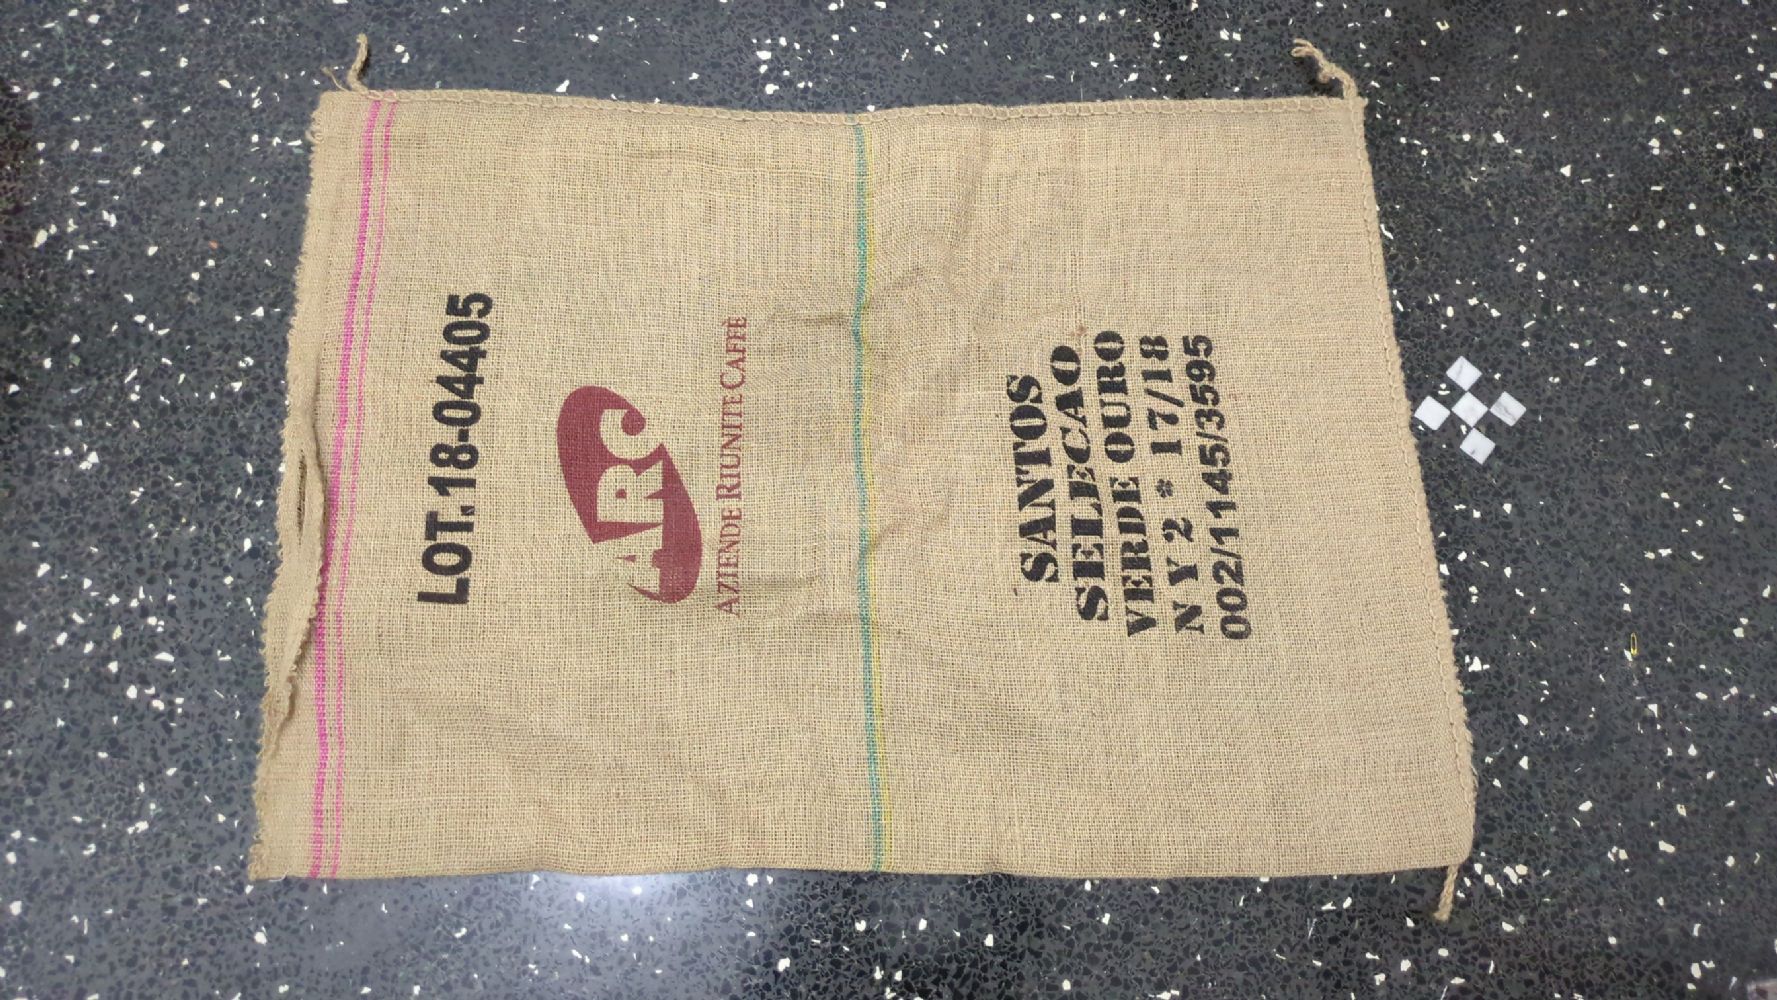 LOT.18-04405
ARC
AZIENDE RIUNITE CAFFÈ
SANTOS
SELECAO
VERDE OURO
N Y 2 * 17/18
002/1145/3595